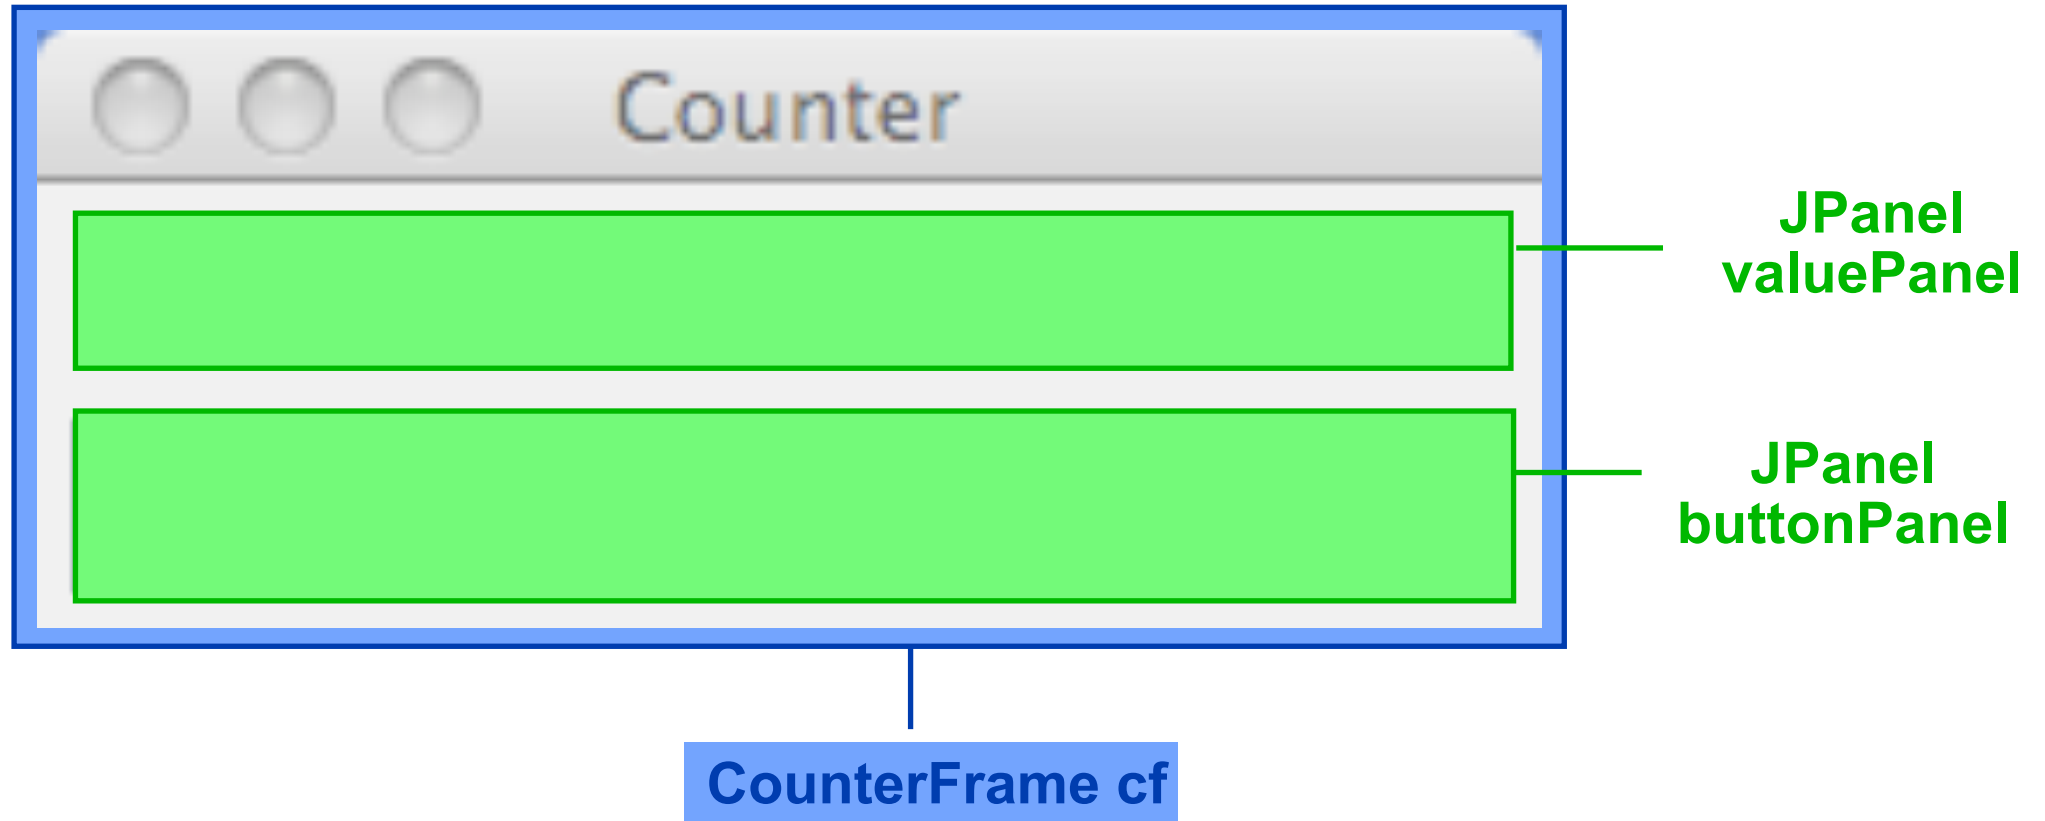 Counter
JPanel
valuePanel
JPanel
buttonPanel
CounterFrame cf